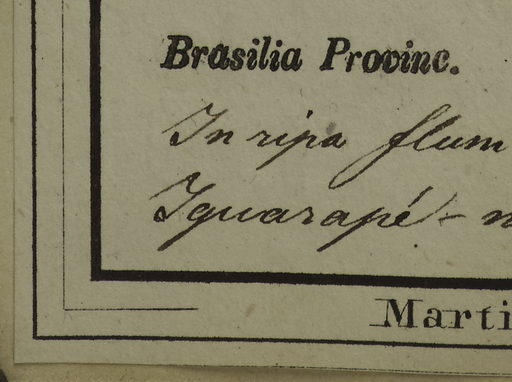 Brasilia Provinc.
In ripa flum
Iguarapé-
Marti